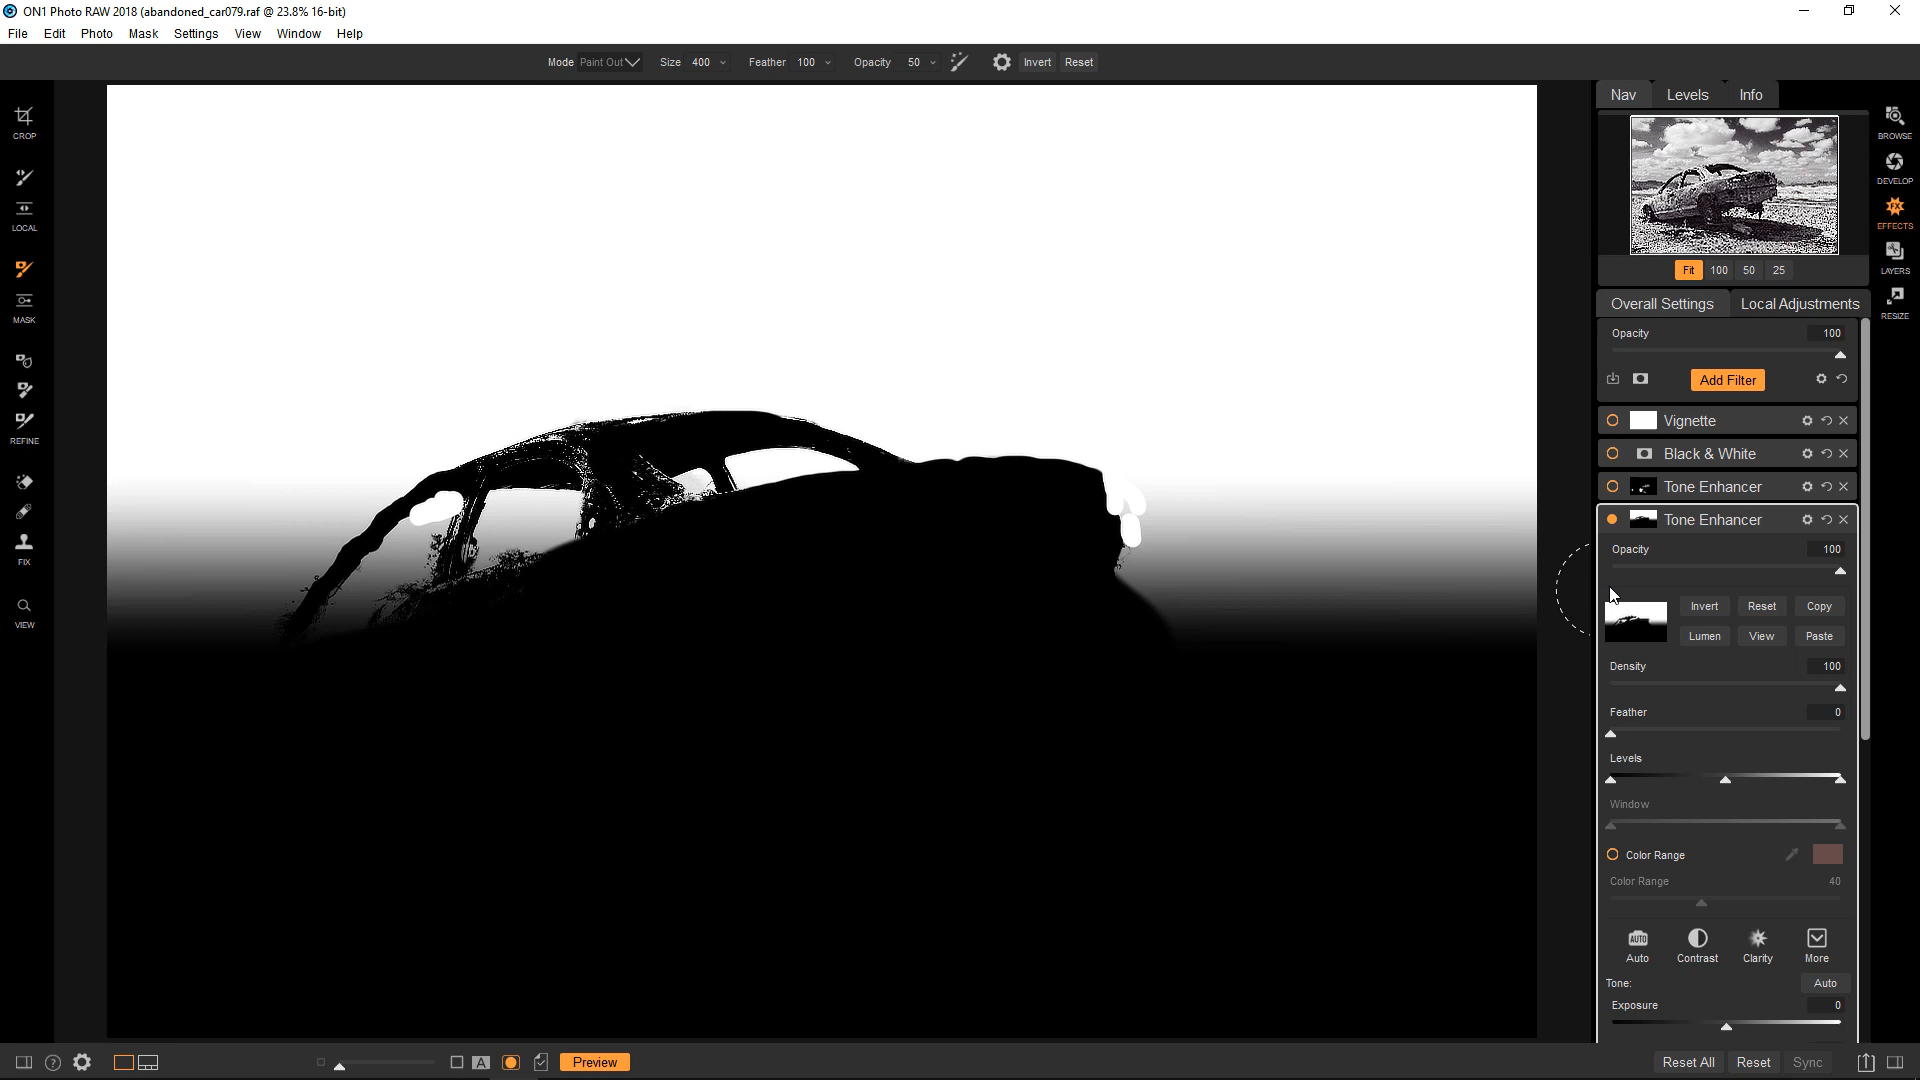 ON1 Photo RAW 2018 (abandoned_car079.raf @ 23.8% 16-bit)
File Edit Photo Mask Settings View Window Help
Mode Paint Out Size 400 Feather 100 Opacity 50 Invert Reset
CROP
LOCAL
MASK
REFINE
FIX
VIEW
Nav Levels Info
Fit 100 50 25
BROWSE
DEVELOP
FX
EFFECTS
LAYERS
RESIZE
Overall Settings Local Adjustments
Opacity 100
Add Filter
Vignette
Black & White
Tone Enhancer
Tone Enhancer
Opacity 100
Invert Reset Copy
Lumen View Paste
Density 100
Feather 0
Levels
Window
Color Range
Color Range 40
AUTO
Auto Contrast Clarity More
Tone: Auto
Exposure 0
? A Preview
Reset All Reset Sync